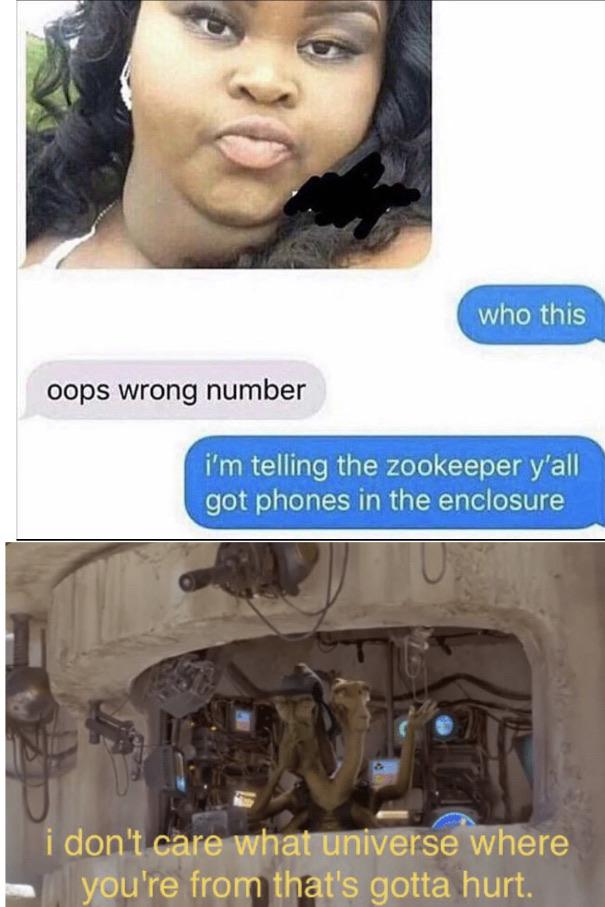 who this
oops wrong number
i'm telling the zookeeper y'all
got phones in the enclosure
i don't care what universe where
you're from that's gotta hurt.